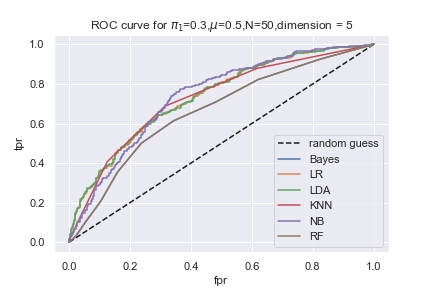 ROC curve for π₁=0.3,μ=0.5,N=50,dimension = 5
1.0
0.8
0.6
0.4
0.2
0.0
tpr
random guess
Bayes
LR
LDA
KNN
NB
RF
0.0 0.2 0.4 0.6 0.8 1.0
fpr